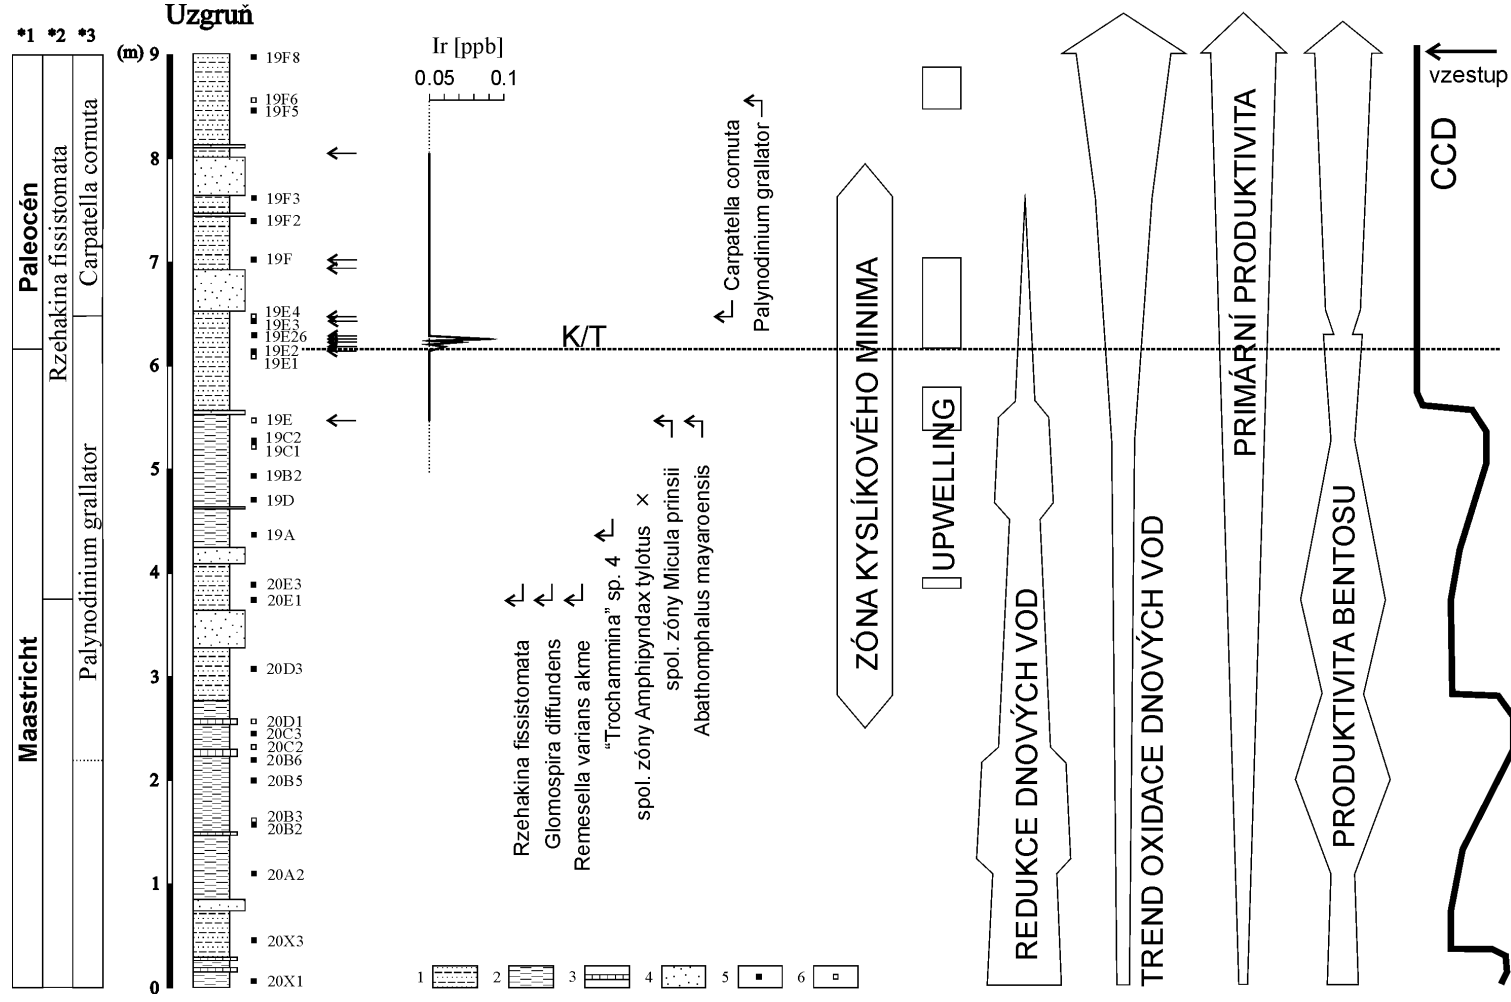 Uzgruň
*1 *2 *3
(m)
9
8
7
6
5
4
3
2
1
0
Paleocén
Maastricht
Rzehakina fissistomata
Carpatella cornuta
Palynodinium grallator
19F8
19F6
19F5
19F3
19F2
19F
19E4
19E3
19E26
19E2
19E1
19E
19C2
19C1
19B2
19D
19A
20E3
20E1
20D3
20D1
20C3
20C2
20B6
20B5
20B3
20B2
20A2
20X3
20X1
Ir [ppb]
0.05 0.1
K/T
Rzehakina fissistomata
Glomospira diffundens
Remesella varians akme
“Trochammina” sp. 4
spol. zóny Amphipyndax tylotus ×
spol. zóny Micula prinsii
Abathomphalus mayaroensis
Carpatella cornuta
Palynodinium grallator
ZÓNA KYSLÍKOVÉHO MINIMA
UPWELLING
REDUKCE DNOVÝCH VOD
TREND OXIDACE DNOVÝCH VOD
PRIMÁRNÍ PRODUKTIVITA
PRODUKTIVITA BENTOSU
vzestup
CCD
1 2 3 4 5 6